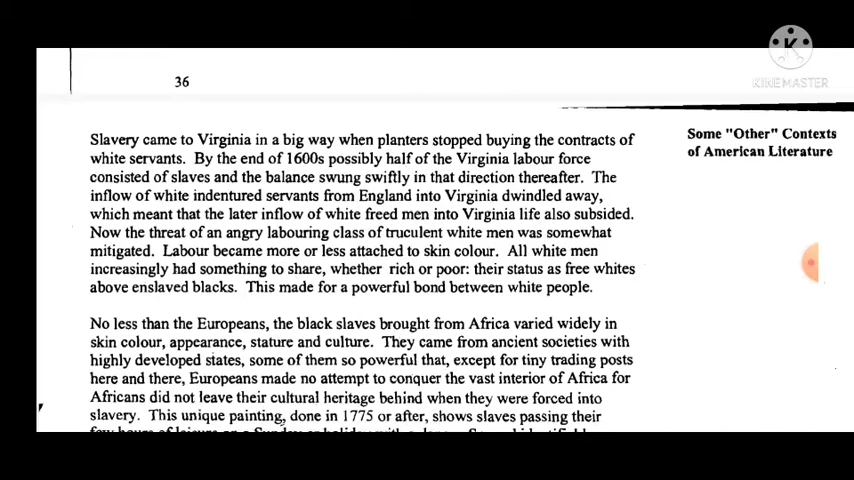 36
KINEMASTER
Some "Other" Contexts
of American Literature
Slavery came to Virginia in a big way when planters stopped buying the contracts of
white servants. By the end of 1600s possibly half of the Virginia labour force
consisted of slaves and the balance swung swiftly in that direction thereafter. The
inflow of white indentured servants from England into Virginia dwindled away,
which meant that the later inflow of white freed men into Virginia life also subsided.
Now the threat of an angry labouring class of truculent white men was somewhat
mitigated. Labour became more or less attached to skin colour. All white men
increasingly had something to share, whether rich or poor: their status as free whites
above enslaved blacks. This made for a powerful bond between white people.
No less than the Europeans, the black slaves brought from Africa varied widely in
skin colour, appearance, stature and culture. They came from ancient societies with
highly developed states, some of them so powerful that, except for tiny trading posts
here and there, Europeans made no attempt to conquer the vast interior of Africa for
Africans did not leave their cultural heritage behind when they were forced into
slavery. This unique painting, done in 1775 or after, shows slaves passing their
few hours of leisure on a Sunday or holiday with a